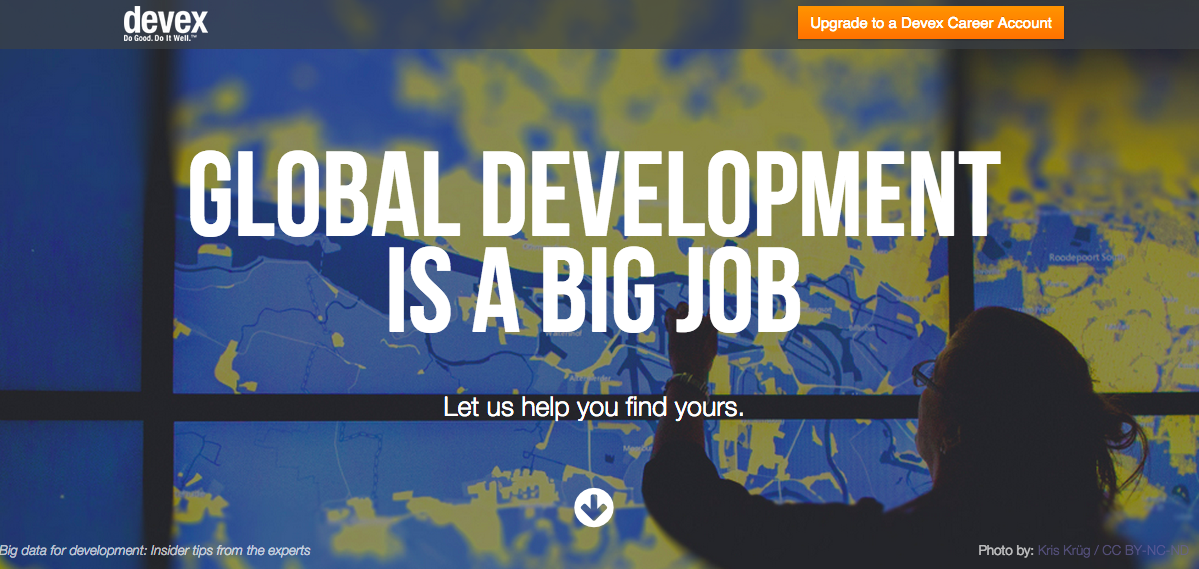 devex
Do Good. Do It Well.™
Upgrade to a Devex Career Account
GLOBAL DEVELOPMENT
IS A BIG JOB
Roodepoort
Let us help you find yours.
Big data for development: Insider tips from the experts
Photo by: Kris Krüg / CC BY-NC-ND